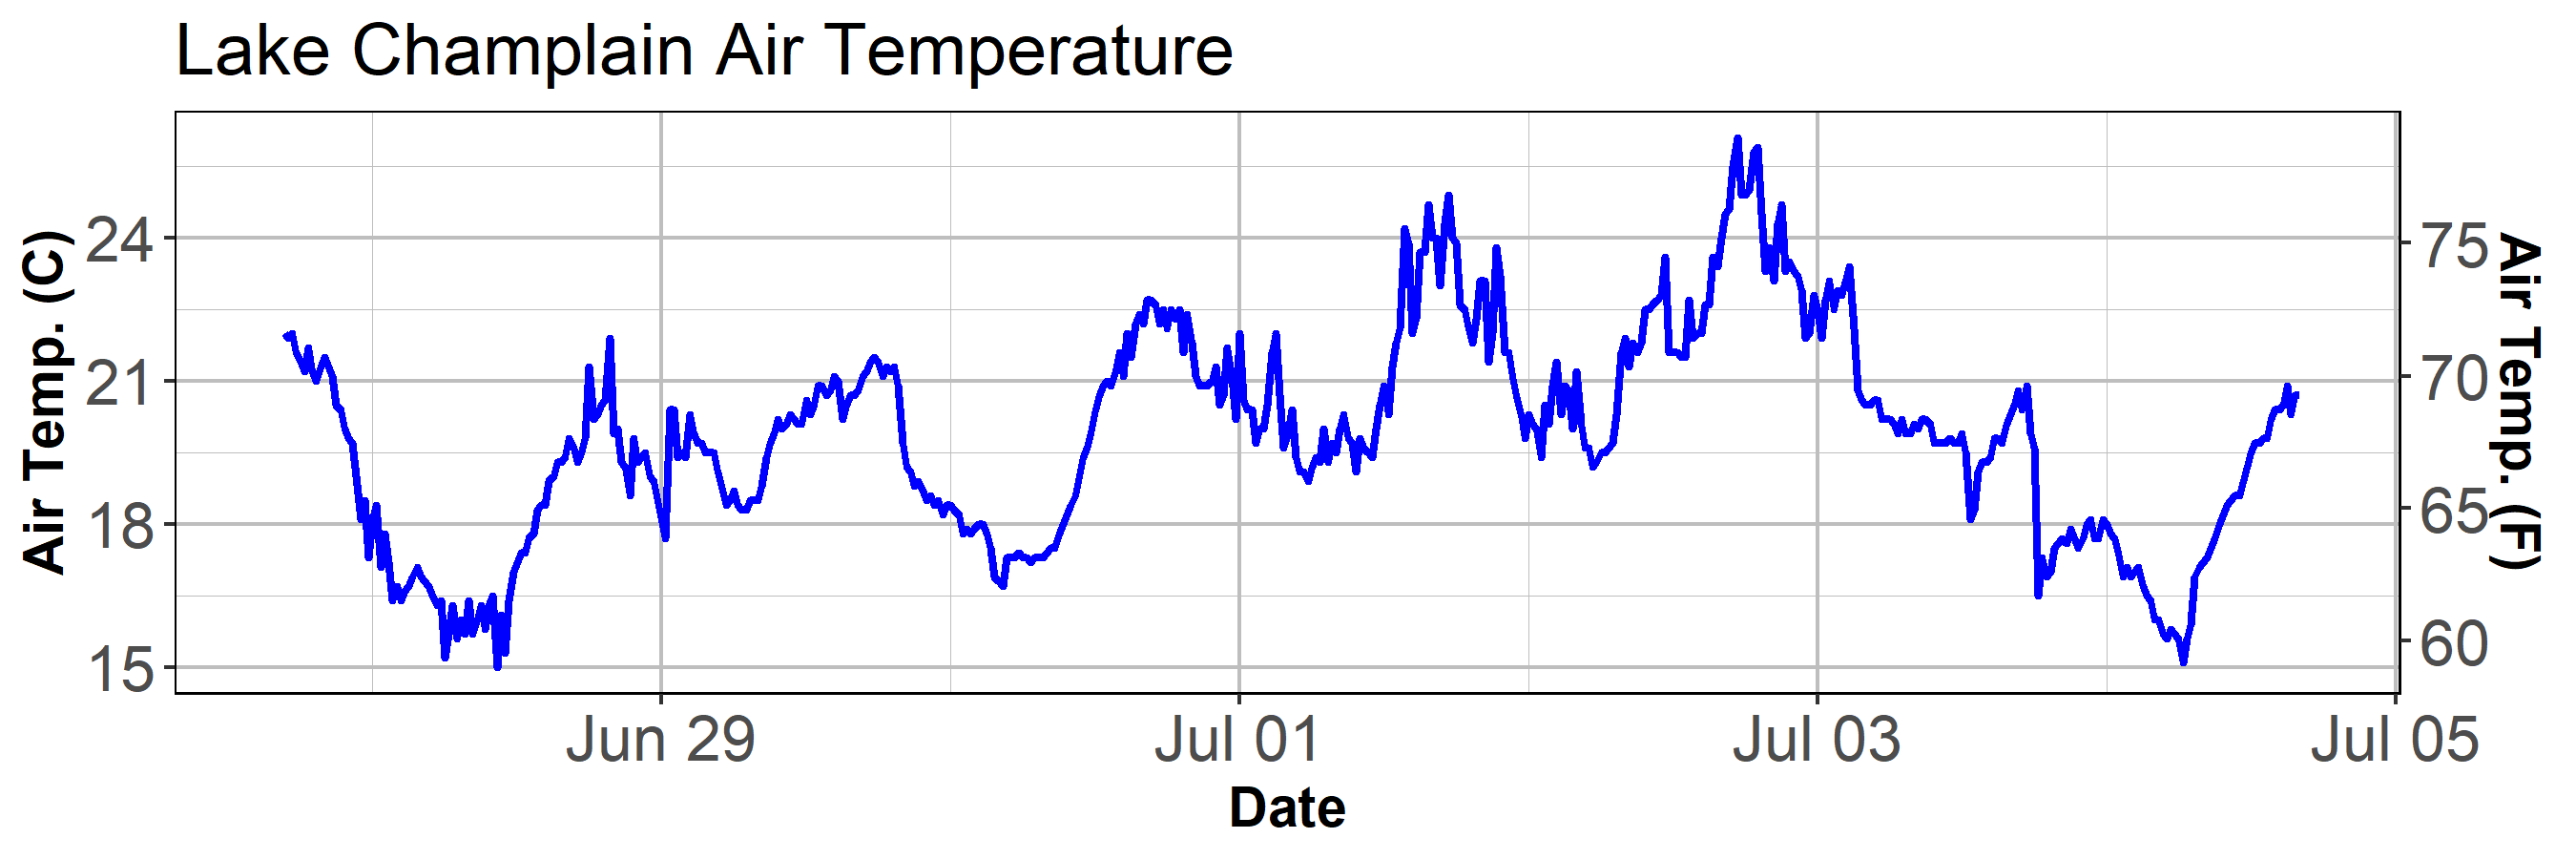 Lake Champlain Air Temperature
Air Temp. (C)
24
21
18
15
75
70
65
60
Air Temp. (F)
Jun 29
Jul 01
Jul 03
Jul 05
Date